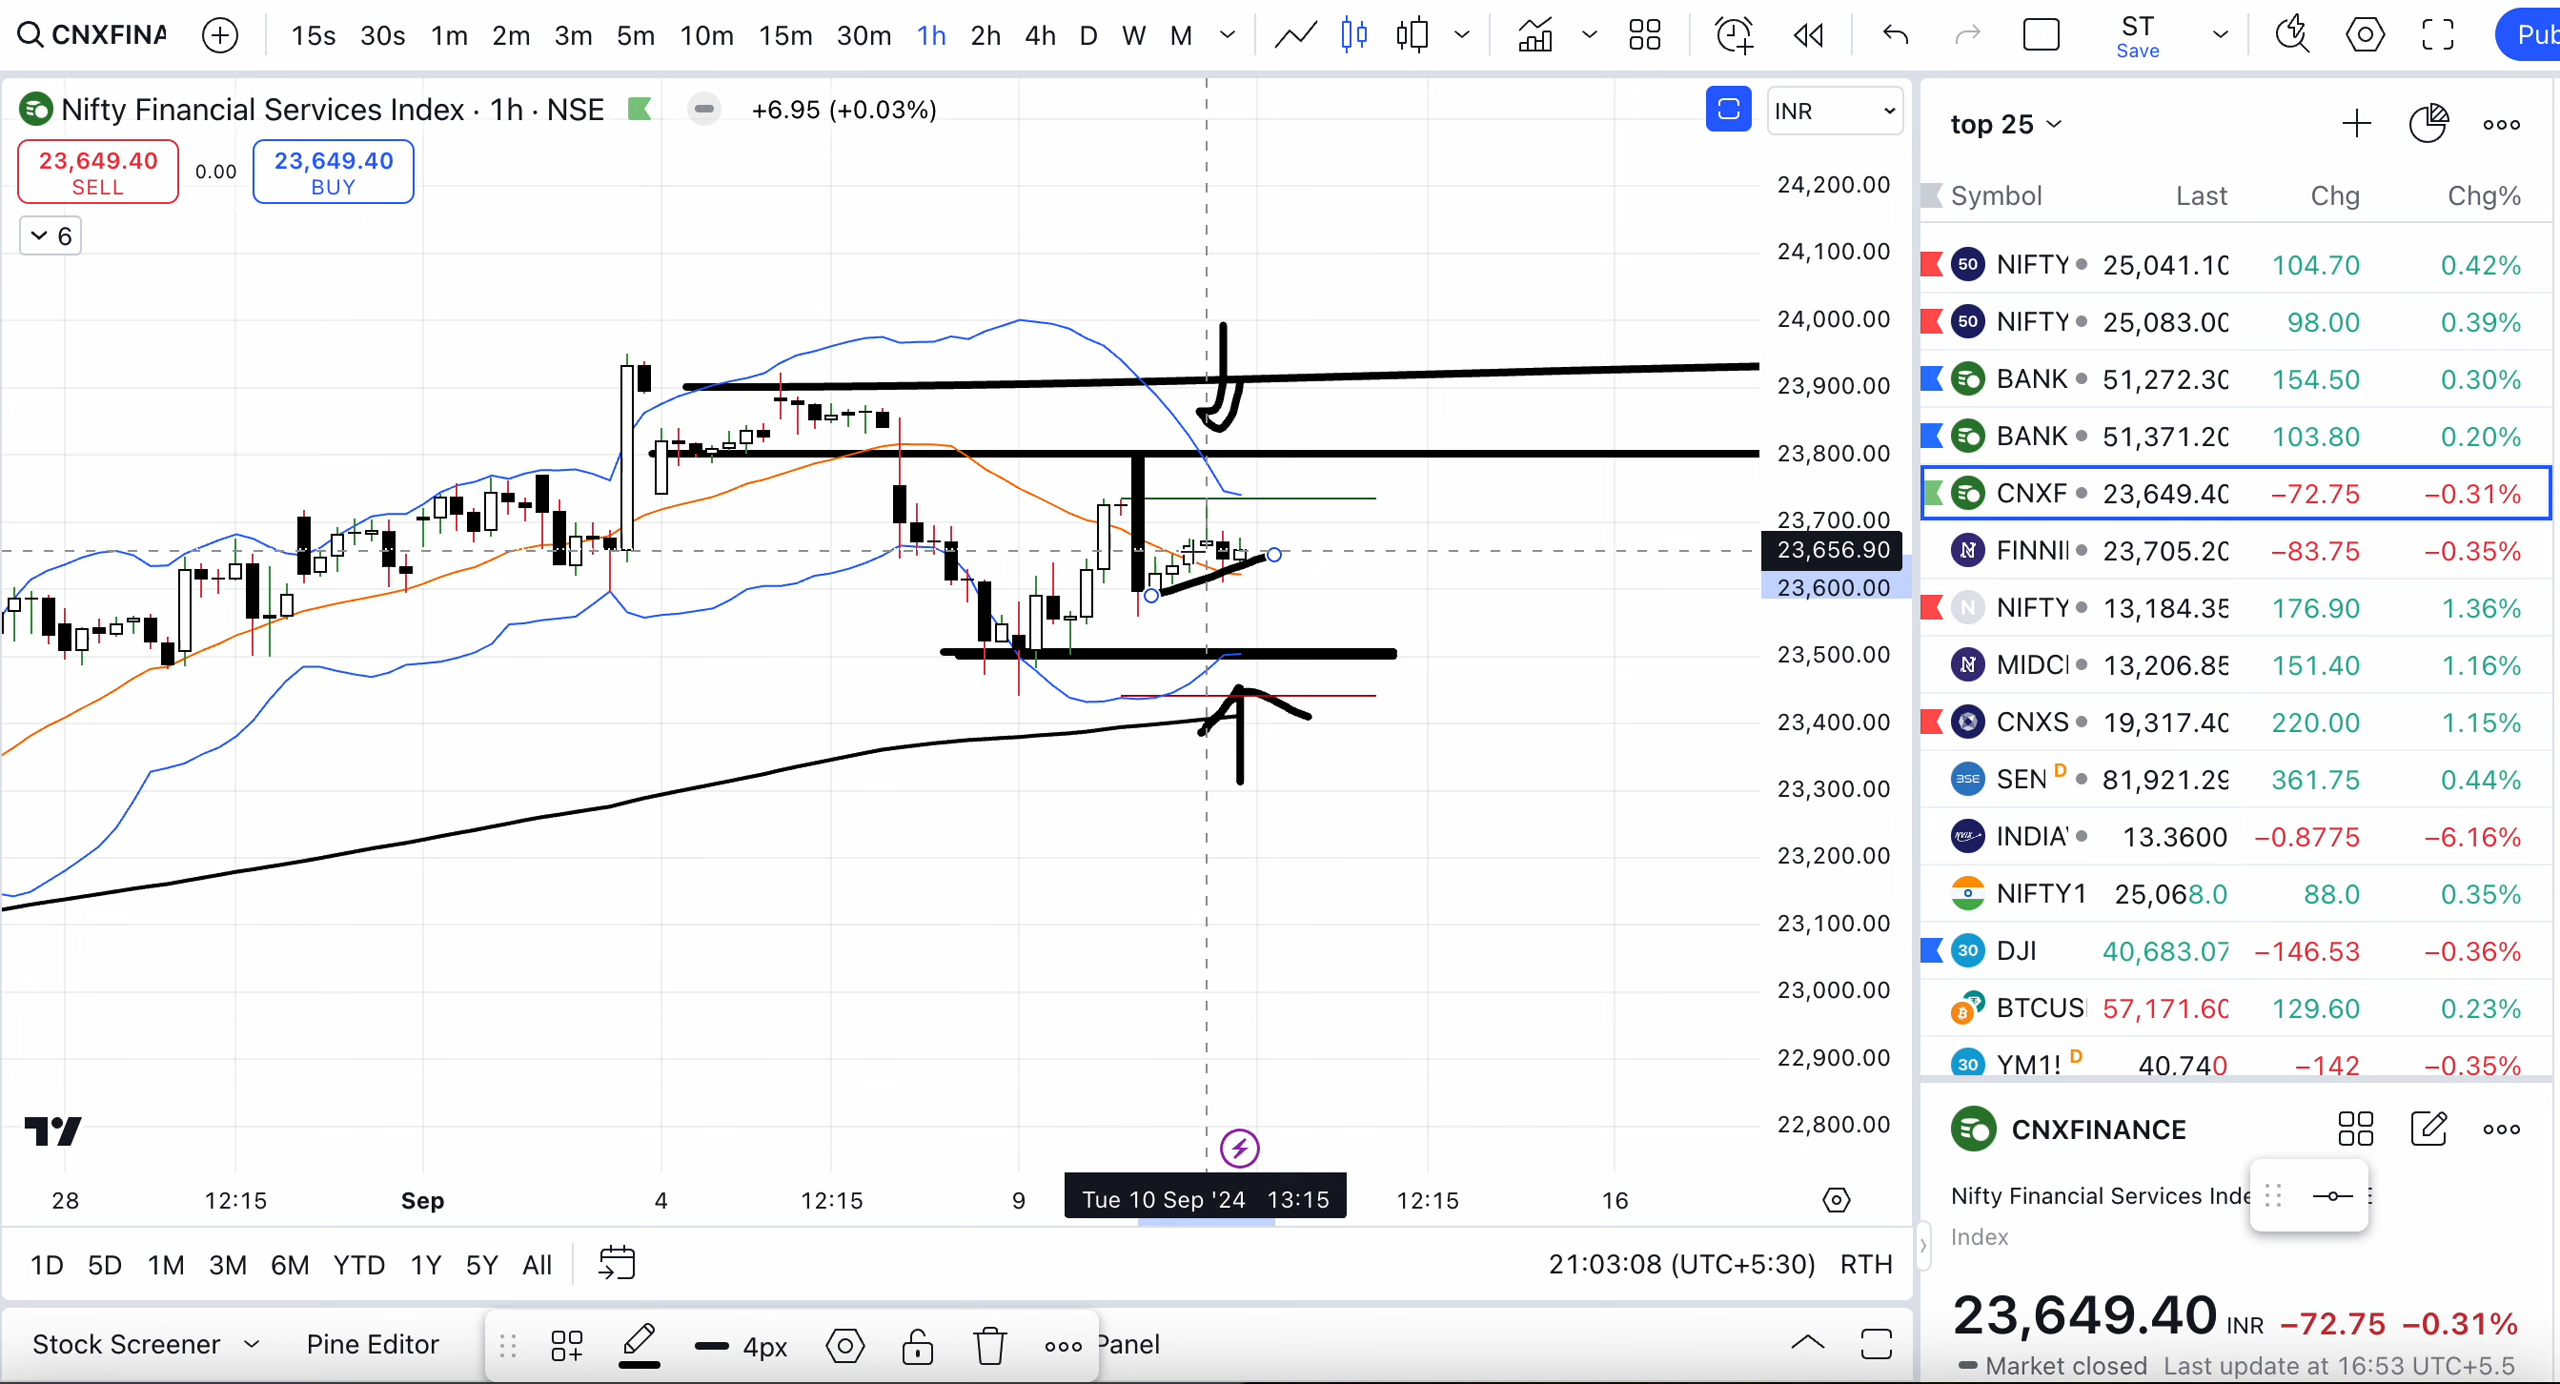 CNXFINA 15s 30s 1m 2m 3m 5m 10m 15m 30m 1h 2h 4h D W M ST Save Pub
Nifty Financial Services Index · 1h · NSE +6.95 (+0.03%) INR
23,649.40 SELL 0.00 23,649.40 BUY
6
24,200.00
24,100.00
24,000.00
23,900.00
23,800.00
23,700.00
23,656.90
23,600.00
23,500.00
23,400.00
23,300.00
23,200.00
23,100.00
23,000.00
22,900.00
22,800.00
28 12:15 Sep 4 12:15 9 Tue 10 Sep '24 13:15 12:15 16
1D 5D 1M 3M 6M YTD 1Y 5Y All 21:03:08 (UTC+5:30) RTH
Stock Screener Pine Editor 4px Panel
top 25
Symbol Last Chg Chg%
50 NIFTY 25,041.10 104.70 0.42%
50 NIFTY 25,083.00 98.00 0.39%
BANK 51,272.30 154.50 0.30%
BANK 51,371.20 103.80 0.20%
CNXF 23,649.40 −72.75 −0.31%
FINNI 23,705.20 −83.75 −0.35%
N NIFTY 13,184.35 176.90 1.36%
MIDC 13,206.85 151.40 1.16%
CNXS 19,317.40 220.00 1.15%
BSE SEN D 81,921.29 361.75 0.44%
INDIA 13.3600 −0.8775 −6.16%
NIFTY1 25,068.0 88.0 0.35%
30 DJI 40,683.07 −146.53 −0.36%
BTCUS 57,171.60 129.60 0.23%
30 YM1! D 40,740 −142 −0.35%
CNXFINANCE
Nifty Financial Services Inde
Index
23,649.40 INR −72.75 −0.31%
Market closed Last update at 16:53 UTC+5.5